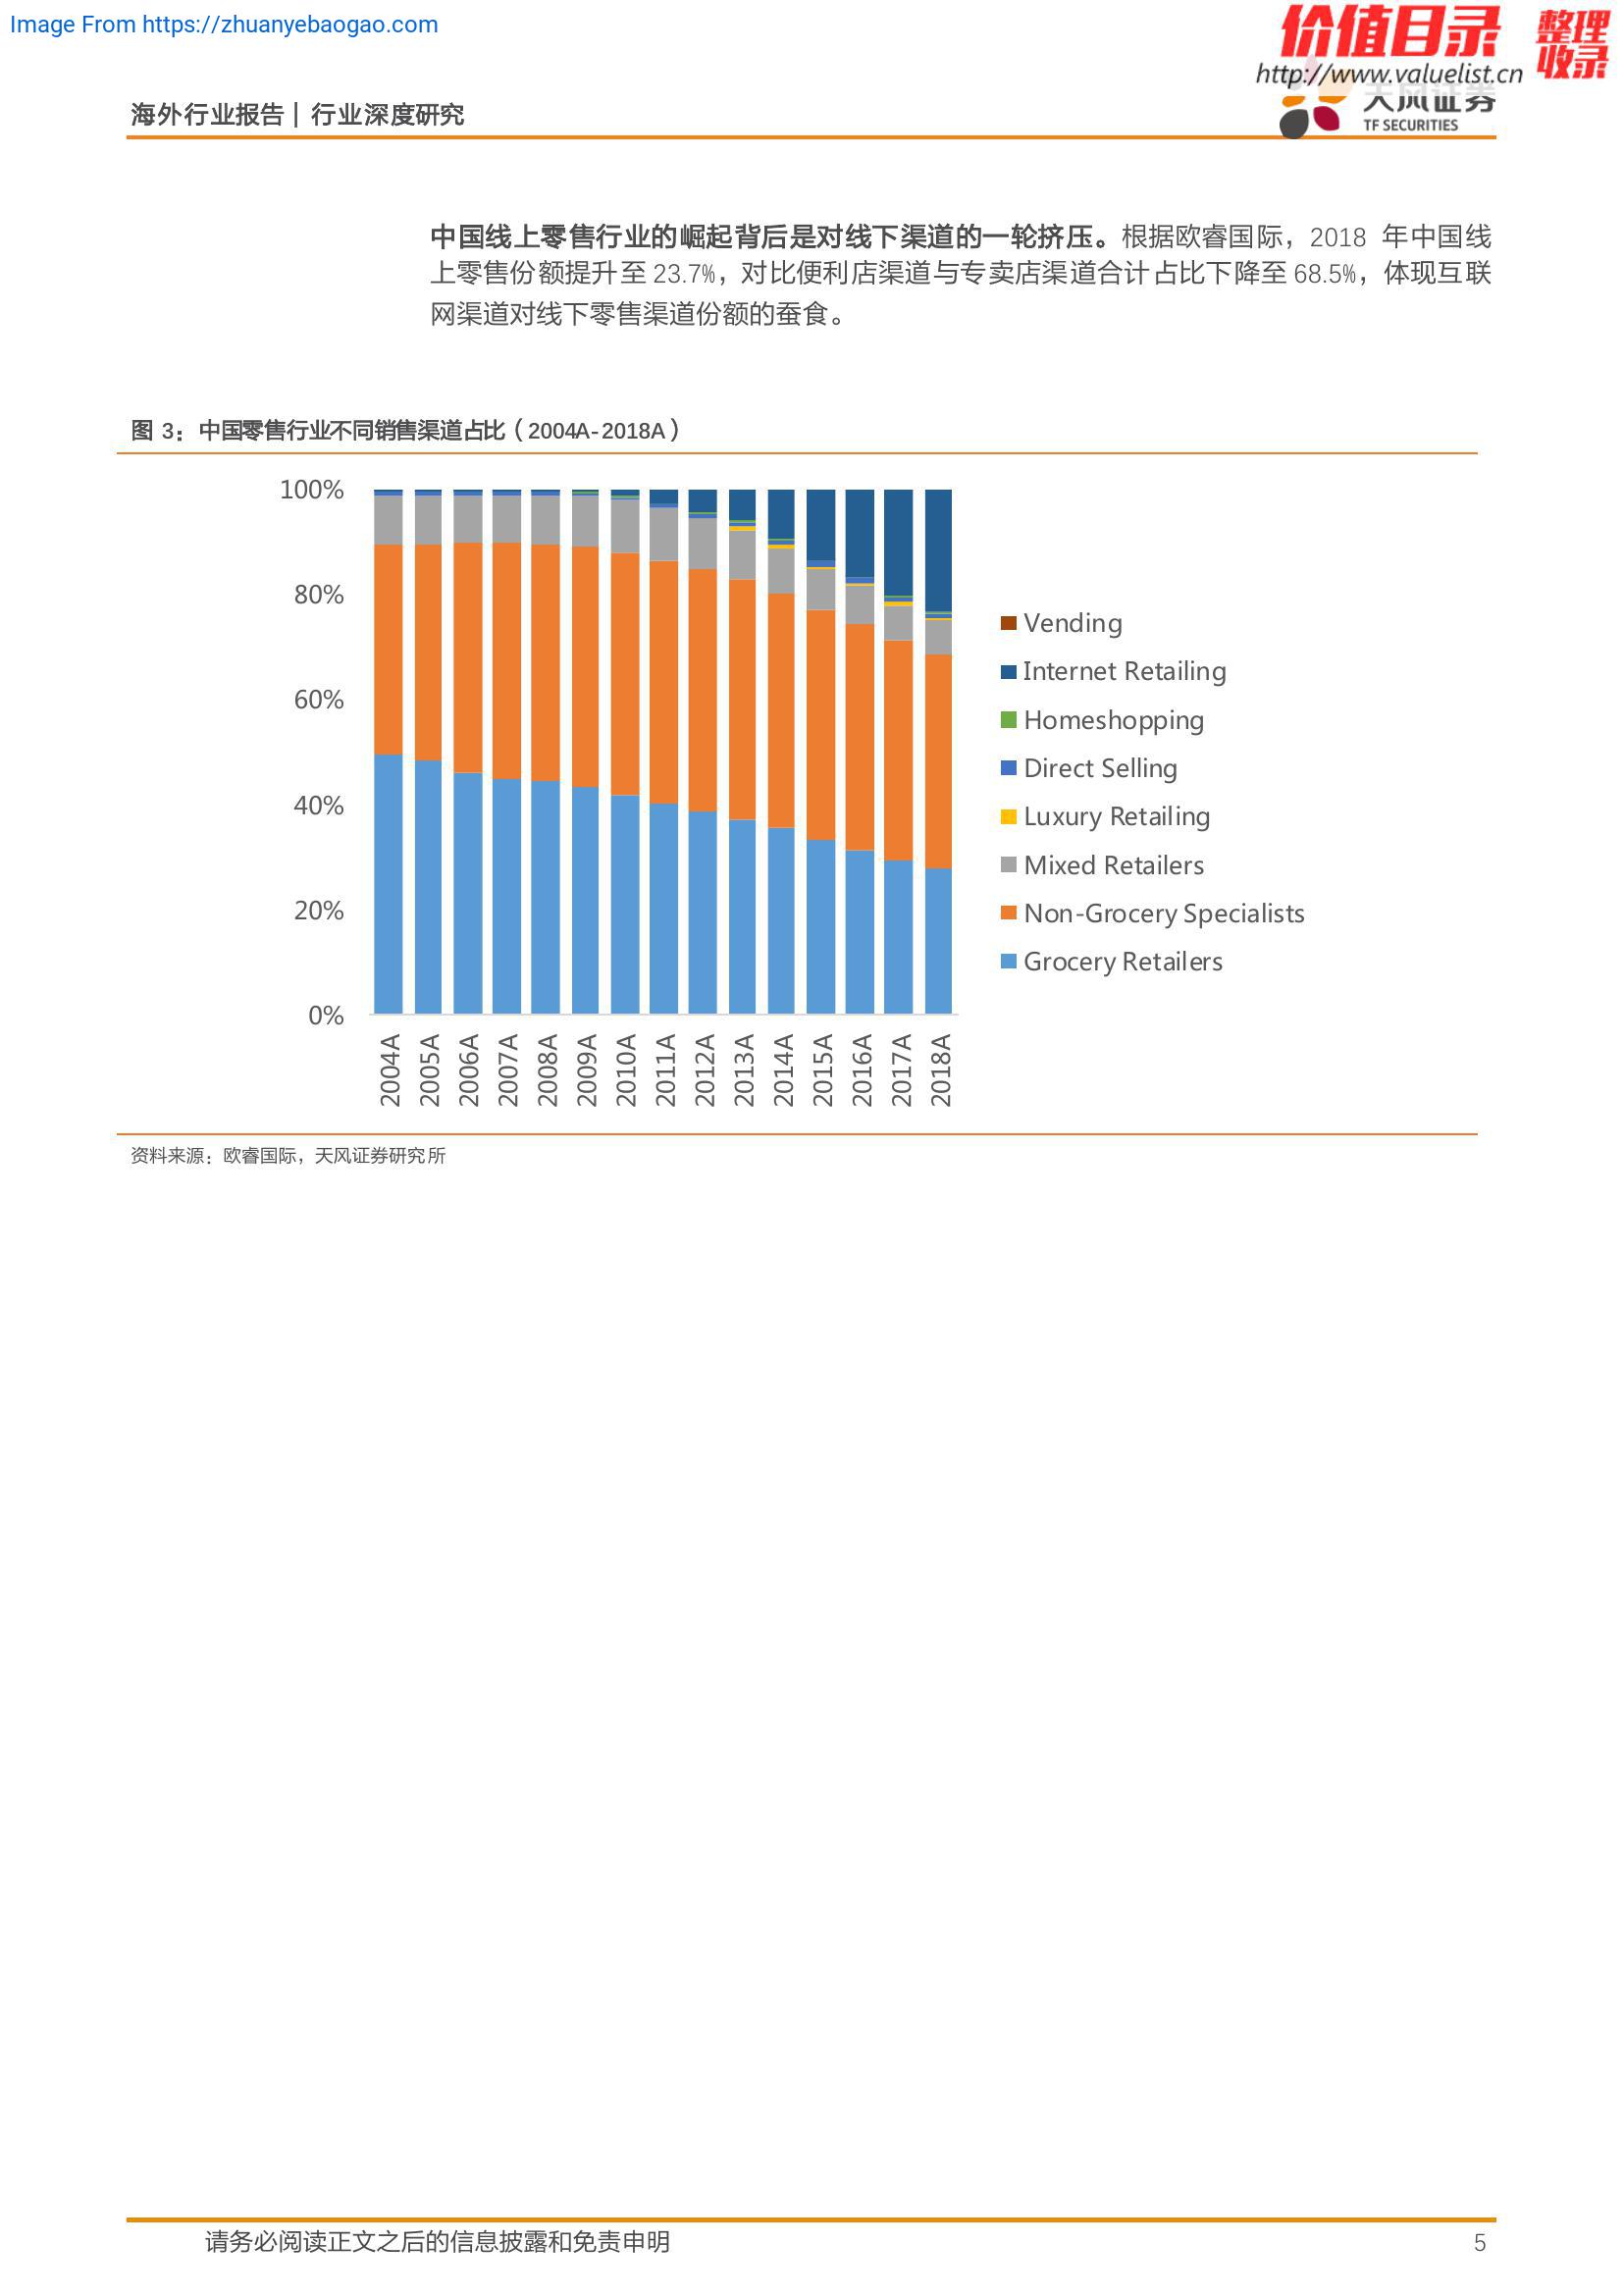 Image From https://zhuanyebaogao.com
价值目录
整理
收录
http://www.valuelist.cn
天风证券
TF SECURITIES
海外行业报告 | 行业深度研究
中国线上零售行业的崛起背后是对线下渠道的一轮挤压。根据欧睿国际，2018 年中国线
上零售份额提升至 23.7%，对比便利店渠道与专卖店渠道合计占比下降至 68.5%，体现互联
网渠道对线下零售渠道份额的蚕食。
图 3：中国零售行业不同销售渠道占比（2004A-2018A）
100%
80%
60%
40%
20%
0%
2004A
2005A
2006A
2007A
2008A
2009A
2010A
2011A
2012A
2013A
2014A
2015A
2016A
2017A
2018A
Vending
Internet Retailing
Homeshopping
Direct Selling
Luxury Retailing
Mixed Retailers
Non-Grocery Specialists
Grocery Retailers
资料来源：欧睿国际，天风证券研究所
请务必阅读正文之后的信息披露和免责申明
5